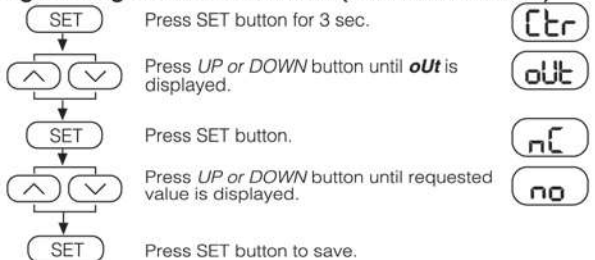 SET Press SET button for 3 sec. Ctr
Press UP or DOWN button until oUt is oUt
displayed.
SET Press SET button. nC
Press UP or DOWN button until requested no
value is displayed.
SET Press SET button to save.